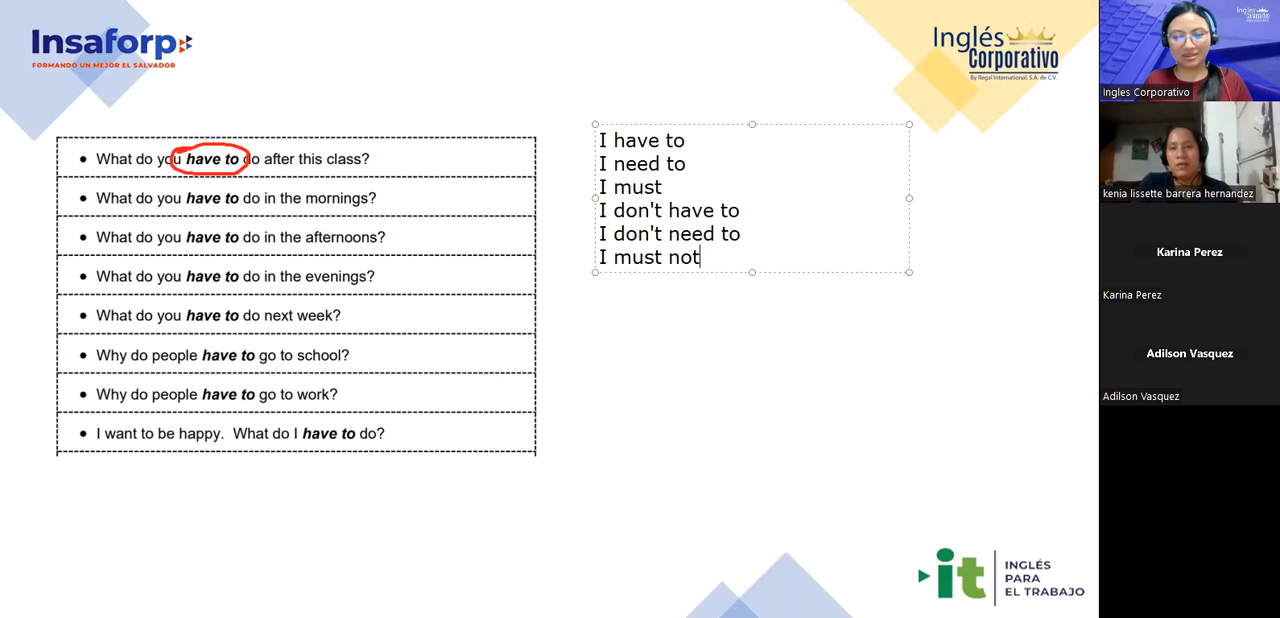 Insaforp
FORMANDO UN MEJOR EL SALVADOR
Inglés
Corporativo
By Regal International, S.A. de C.V.
• What do you have to do after this class?
• What do you have to do in the mornings?
• What do you have to do in the afternoons?
• What do you have to do in the evenings?
• What do you have to do next week?
• Why do people have to go to school?
• Why do people have to go to work?
• I want to be happy.  What do I have to do?
I have to
I need to
I must
I don't have to
I don't need to
I must not
it
INGLÉS
PARA
EL TRABAJO
Inglés
Corporativo
Ingles Corporativo
kenia lissette barrera hernandez
Karina Perez
Karina Perez
Adilson Vasquez
Adilson Vasquez